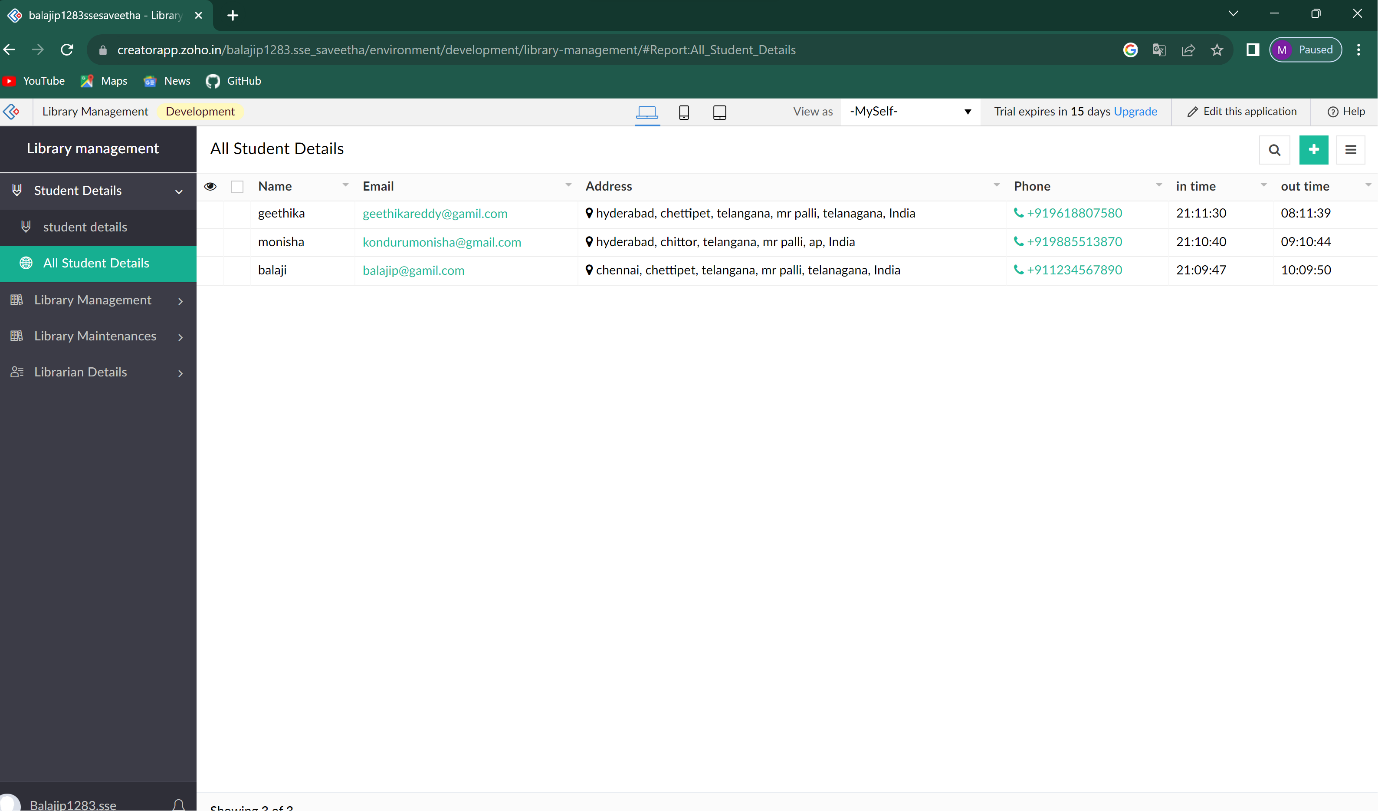 balajip1283ssesaveetha - Library
creatorapp.zoho.in/balajip1283.sse_saveetha/environment/development/library-management/#Report:All_Student_Details
M Paused
YouTube Maps News GitHub
Library Management Development View as -MySelf- Trial expires in 15 days Upgrade Edit this application Help
Library management
All Student Details
Student Details
student details
All Student Details
Library Management
Library Maintenances
Librarian Details
Name Email Address Phone in time out time
geethika geethikareddy@gamil.com hyderabad, chettipet, telangana, mr palli, telanagana, India +919618807580 21:11:30 08:11:39
monisha kondurumonisha@gmail.com hyderabad, chittor, telangana, mr palli, ap, India +919885513870 21:10:40 09:10:44
balaji balajip@gamil.com chennai, chettipet, telangana, mr palli, telanagana, India +911234567890 21:09:47 10:09:50
Balajip1283.sse
Showing 3 of 3